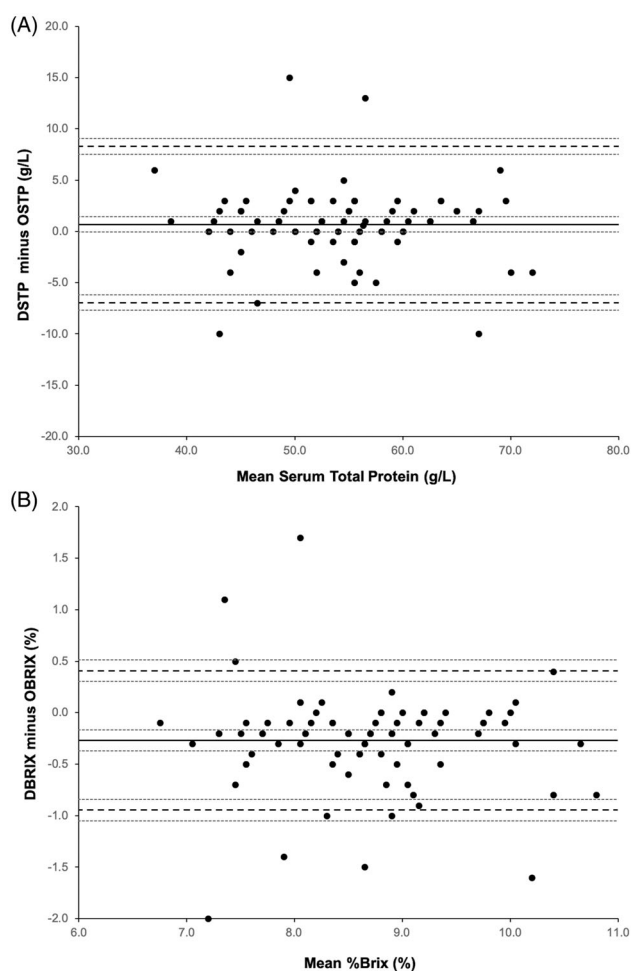 (A)
20.0
15.0
10.0
5.0
0.0
-5.0
-10.0
-15.0
-20.0
DSTP minus OSTP (g/L)
30.0 40.0 50.0 60.0 70.0 80.0
Mean Serum Total Protein (g/L)
(B)
2.0
1.5
1.0
0.5
0.0
-0.5
-1.0
-1.5
-2.0
DBRIX minus OBRIX (%)
6.0 7.0 8.0 9.0 10.0 11.0
Mean %Brix (%)